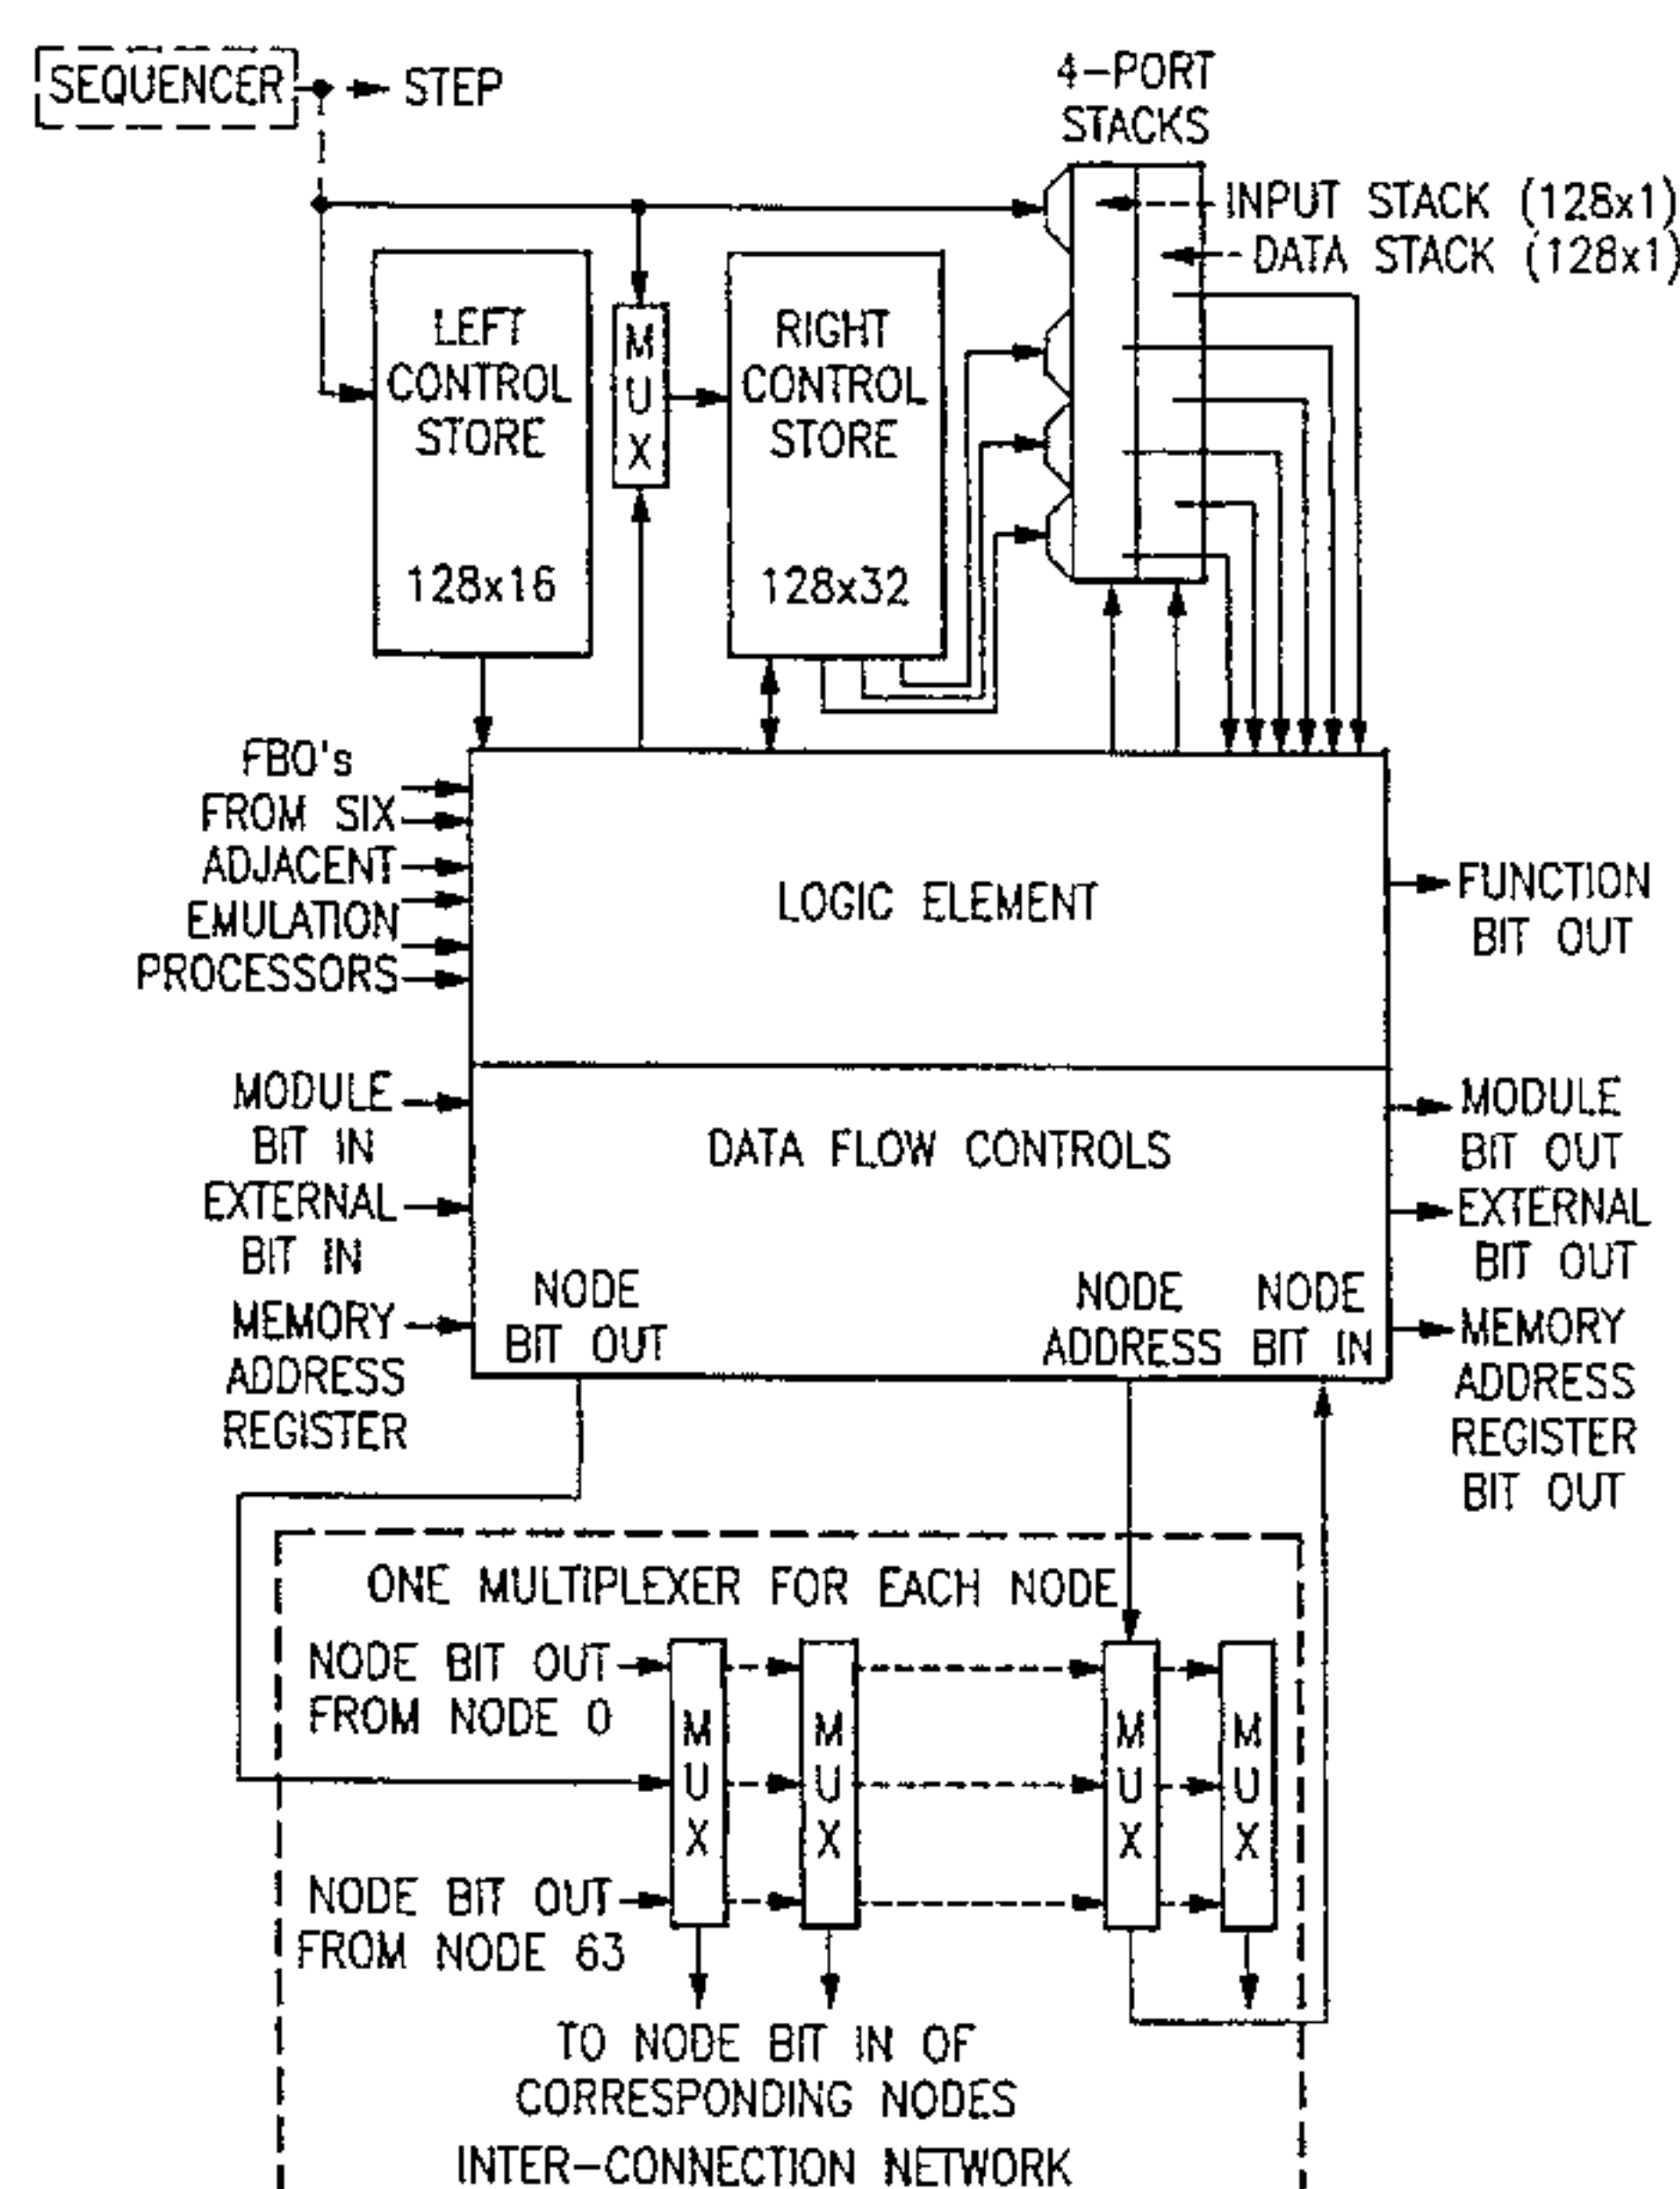 SEQUENCER
STEP
4-PORT
STACKS
INPUT STACK (128x1)
DATA STACK (128x1)
LEFT
CONTROL
STORE
128x16
M
U
X
RIGHT
CONTROL
STORE
128x32
FBO's
FROM SIX
ADJACENT
EMULATION
PROCESSORS
LOGIC ELEMENT
FUNCTION
BIT OUT
MODULE
BIT IN
EXTERNAL
BIT IN
MEMORY
ADDRESS
REGISTER
DATA FLOW CONTROLS
NODE
BIT OUT
NODE
ADDRESS
NODE
BIT IN
MODULE
BIT OUT
EXTERNAL
BIT OUT
MEMORY
ADDRESS
REGISTER
BIT OUT
ONE MULTIPLEXER FOR EACH NODE
NODE BIT OUT
FROM NODE 0
NODE BIT OUT
FROM NODE 63
M
U
X
M
U
X
M
U
X
M
U
X
TO NODE BIT IN OF
CORRESPONDING NODES
INTER-CONNECTION NETWORK